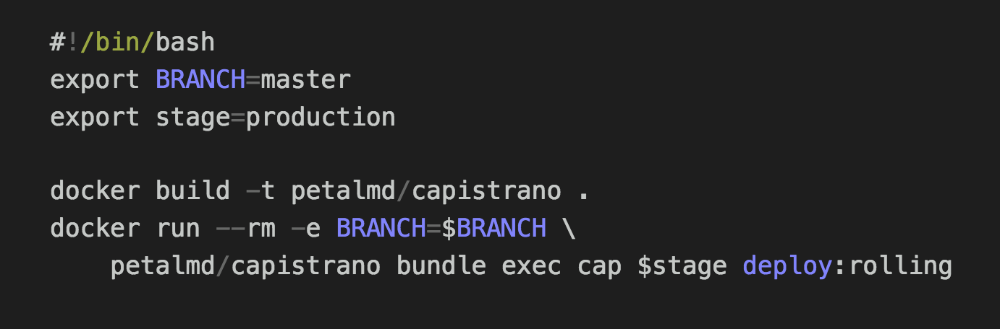 #!/bin/bash
export BRANCH=master
export stage=production

docker build -t petalmd/capistrano .
docker run --rm -e BRANCH=$BRANCH \
    petalmd/capistrano bundle exec cap $stage deploy:rolling